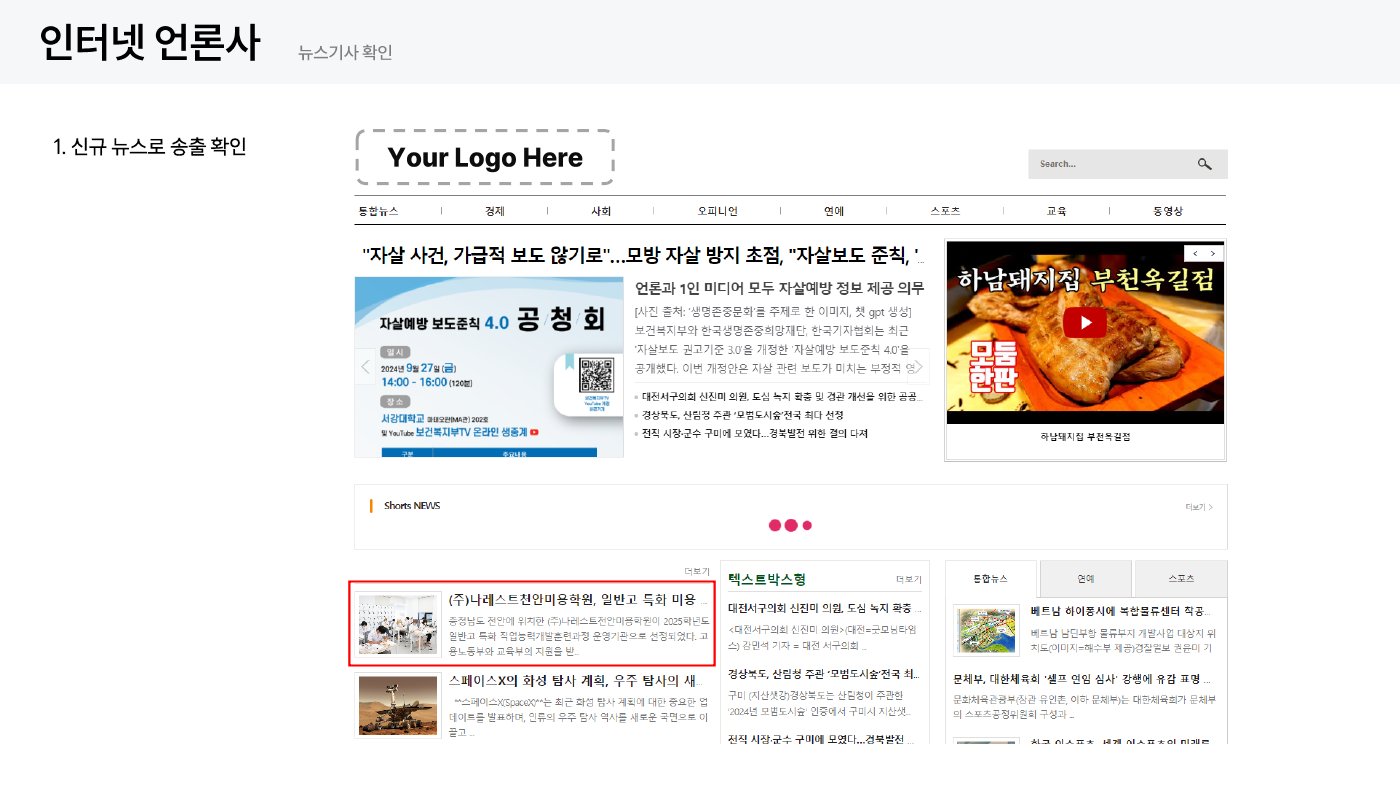 인터넷 언론사
뉴스기사 확인
1. 신규 뉴스로 송출 확인
Your Logo Here
Search...
통합뉴스
경제
사회
오피니언
연예
스포츠
교육
동영상
"자살 사건, 가급적 보도 않기로"...모방 자살 방지 초점, "자살보도 준칙, '...
자살예방 보도준칙 4.0 공/청/회
일시
2024년 9월 27일 (금)
14:00 - 16:00 (120분)
장소
서강대학교 마테오관(MA관) 202호
및 YouTube 보건복지부TV 온라인 생중계
보건복지부TV
YouTube 채널
구분
주요내용
언론과 1인 미디어 모두 자살예방 정보 제공 의무
[사진 출처: '생명존중문화'를 주제로 한 이미지, 챗 gpt 생성]
보건복지부와 한국생명존중희망재단, 한국기자협회는 최근
'자살보도 권고기준 3.0'을 개정한 '자살예방 보도준칙 4.0'을
공개했다. 이번 개정안은 자살 관련 보도가 미치는 부정적 영
대전서구의회 신진미 의원, 도심 녹지 확충 및 경관 개선을 위한 공공...
경상북도, 산림청 주관 '모범도시숲'전국 최다 선정
전직 시장·군수 구미에 모였다...경북발전 위한 결의 다져
하남돼지집 부천옥길점
모둠
한판
하남돼지집 부천옥길점
Shorts NEWS
더보기 >
더보기
(주)나레스트천안미용학원, 일반고 특화 미용 ...
충청남도 천안에 위치한 (주)나레스트천안미용학원이 2025학년도
일반고 특화 직업능력개발훈련과정 운영기관으로 선정되었다. 고
용노동부와 교육부의 지원을 받...
스페이스X의 화성 탐사 계획, 우주 탐사의 새...
**스페이스X(SpaceX)**는 최근 화성 탐사 계획에 대한 중요한 업
데이트를 발표하며, 인류의 우주 탐사 역사를 새로운 국면으로 이
끌고 ...
텍스트박스형
더보기
대전서구의회 신진미 의원, 도심 녹지 확충 ...
<대전서구의회 신진미 의원>(대전=굿모닝타임
스) 강민석 기자 = 대전 서구의회 ...
경상북도, 산림청 주관 '모범도시숲'전국 최...
구미 (지산샛강)경상북도는 산림청이 주관한
'2024년 모범도시숲' 인증에서 구미시 지산샛...
전직 시장·군수 구미에 모였다...경북발전 ...
통합뉴스
연예
스포츠
베트남 하이퐁시에 복합물류센터 착공...
베트남 남딘부항 물류부지 개발사업 대상지 위
치도(이미지=해수부 제공)경찰일보 권윤미 기
문체부, 대한체육회 '셀프 연임 심사' 강행에 유감 표명 ...
문화체육관광부(장관 유인촌, 이하 문체부)는 대한체육회가 문체부
의 스포츠공정위원회 구성과 ...